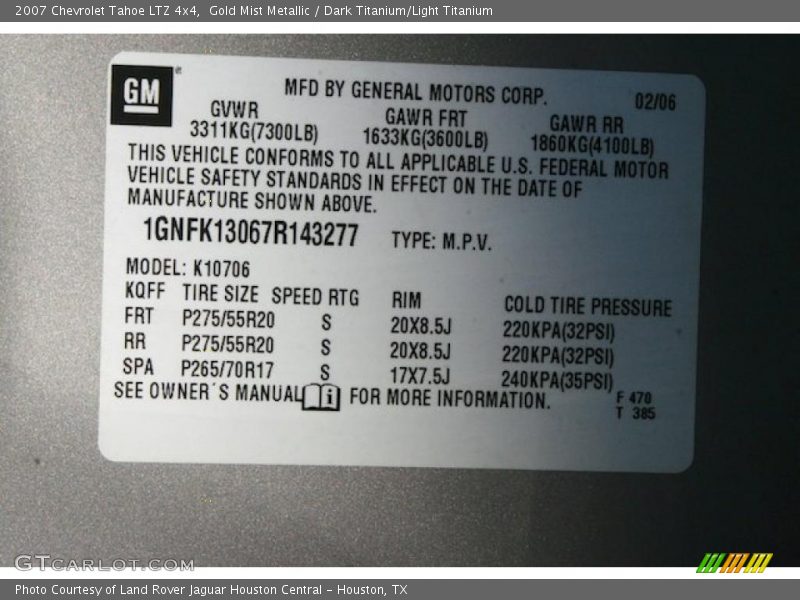 2007 Chevrolet Tahoe LTZ 4x4, Gold Mist Metallic / Dark Titanium/Light Titanium
GM
MFD BY GENERAL MOTORS CORP. 02/06
GVWR GAWR FRT GAWR RR
3311KG(7300LB) 1633KG(3600LB) 1860KG(4100LB)
THIS VEHICLE CONFORMS TO ALL APPLICABLE U.S. FEDERAL MOTOR
VEHICLE SAFETY STANDARDS IN EFFECT ON THE DATE OF
MANUFACTURE SHOWN ABOVE.
1GNFK13067R143277 TYPE: M.P.V.
MODEL: K10706
KQFF TIRE SIZE SPEED RTG RIM COLD TIRE PRESSURE
FRT P275/55R20 S 20X8.5J 220KPA(32PSI)
RR P275/55R20 S 20X8.5J 220KPA(32PSI)
SPA P265/70R17 S 17X7.5J 240KPA(35PSI)
SEE OWNER'S MANUAL i FOR MORE INFORMATION.
F 470
T 385
GTcarlot.com
Photo Courtesy of Land Rover Jaguar Houston Central - Houston, TX